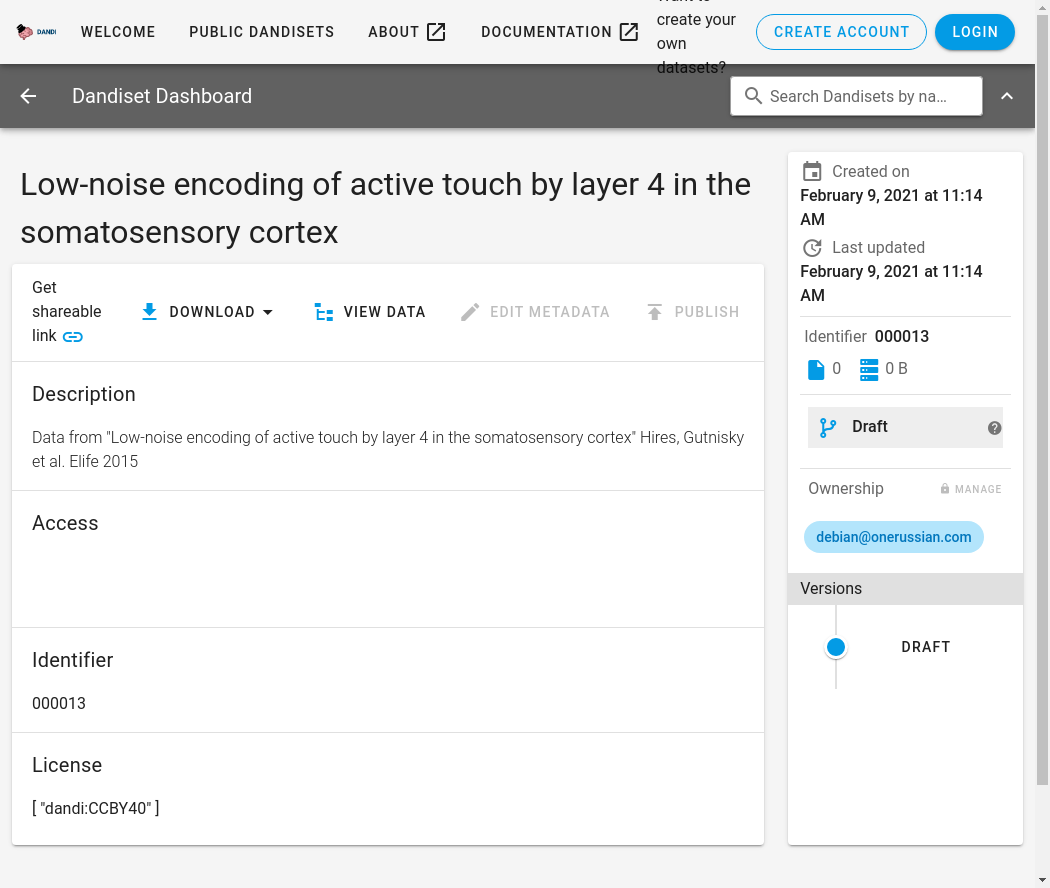 DANDI
WELCOME
PUBLIC DANDISETS
ABOUT
DOCUMENTATION
create your
own
datasets?
CREATE ACCOUNT
LOGIN
Dandiset Dashboard
Search Dandisets by na…
Low-noise encoding of active touch by layer 4 in the
somatosensory cortex
Get
shareable
link
DOWNLOAD
VIEW DATA
EDIT METADATA
PUBLISH
Description
Data from "Low-noise encoding of active touch by layer 4 in the somatosensory cortex" Hires, Gutnisky
et al. Elife 2015
Access
Identifier
000013
License
[ "dandi:CCBY40" ]
Created on
February 9, 2021 at 11:14
AM
Last updated
February 9, 2021 at 11:14
AM
Identifier 000013
0
0 B
Draft
Ownership
MANAGE
debian@onerussian.com
Versions
DRAFT